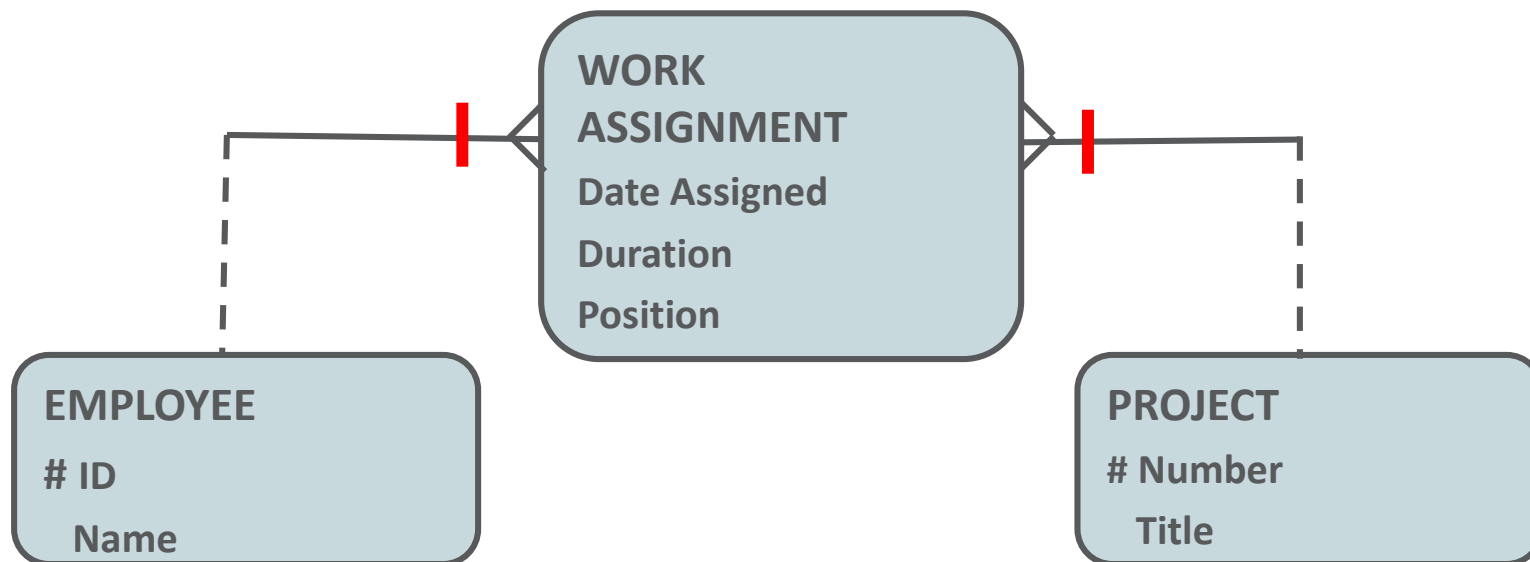 WORK
ASSIGNMENT
Date Assigned
Duration
Position
EMPLOYEE
# ID
Name
PROJECT
# Number
Title